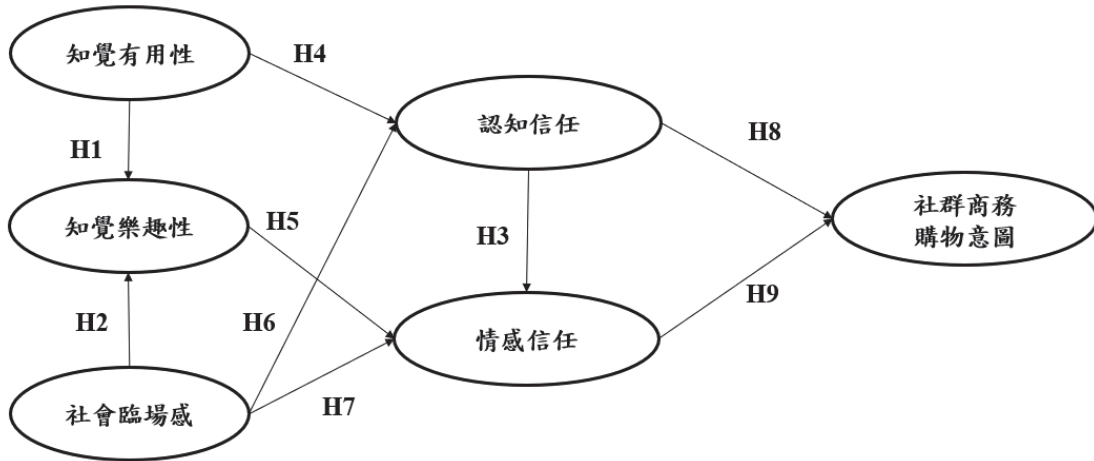 知覺有用性
H4
認知信任
H8
H1
知覺樂趣性
H5
H3
社群商務
購物意圖
H2
H6
情感信任
H9
社會臨場感
H7